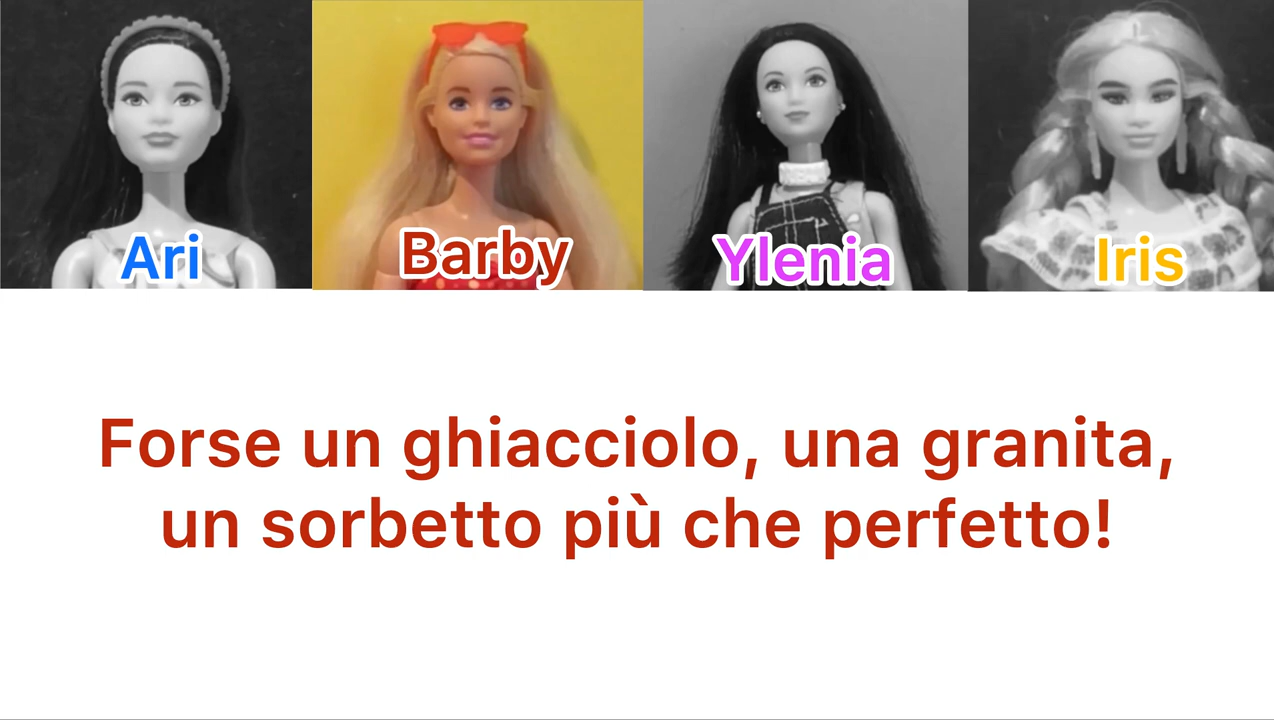 Ari
Barby
Ylenia
Iris
Forse un ghiacciolo, una granita,
un sorbetto più che perfetto!